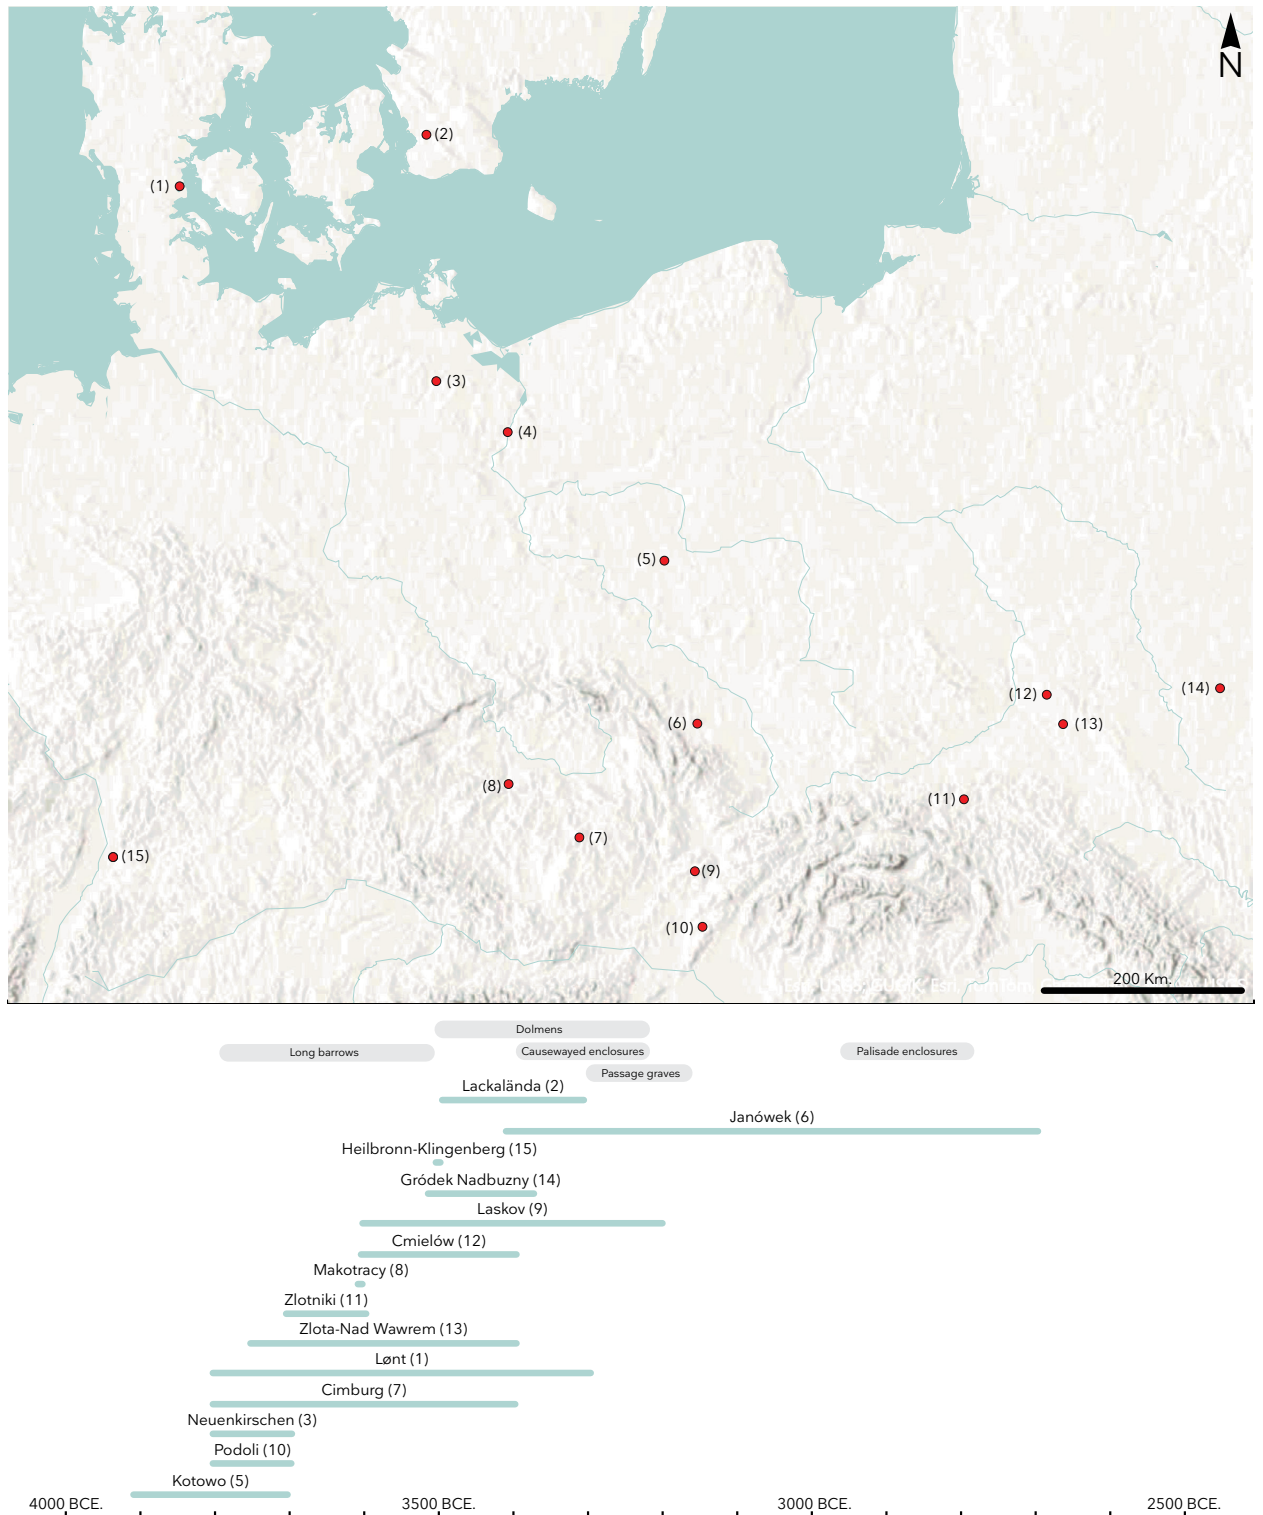 N
(2)
(1)
(3)
(4)
(5)
(12)
(14)
(6)
(13)
(8)
(11)
(7)
(15)
(9)
(10)
200 Km.
Dolmens
Long barrows
Causewayed enclosures
Palisade enclosures
Passage graves
Lackalända (2)
Janówek (6)
Heilbronn-Klingenberg (15)
Gródek Nadbuzny (14)
Laskov (9)
Cmielów (12)
Makotracy (8)
Zlotniki (11)
Zlota-Nad Wawrem (13)
Lønt (1)
Cimburg (7)
Neuenkirschen (3)
Podoli (10)
Kotowo (5)
4000 BCE. 3500 BCE. 3000 BCE. 2500 BCE.